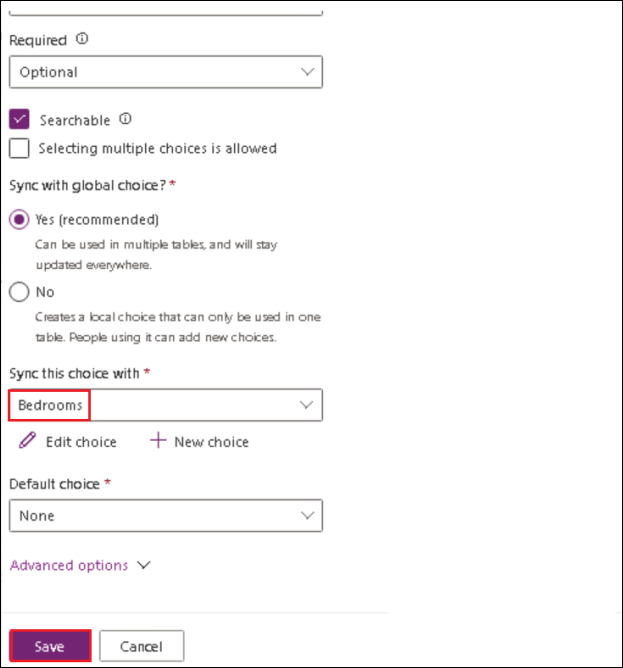 Required
Optional
Searchable
Selecting multiple choices is allowed
Sync with global choice? *
Yes (recommended)
Can be used in multiple tables, and will stay
updated everywhere.
No
Creates a local choice that can only be used in one
table. People using it can add new choices.
Sync this choice with *
Bedrooms
Edit choice
New choice
Default choice *
None
Advanced options
Save
Cancel